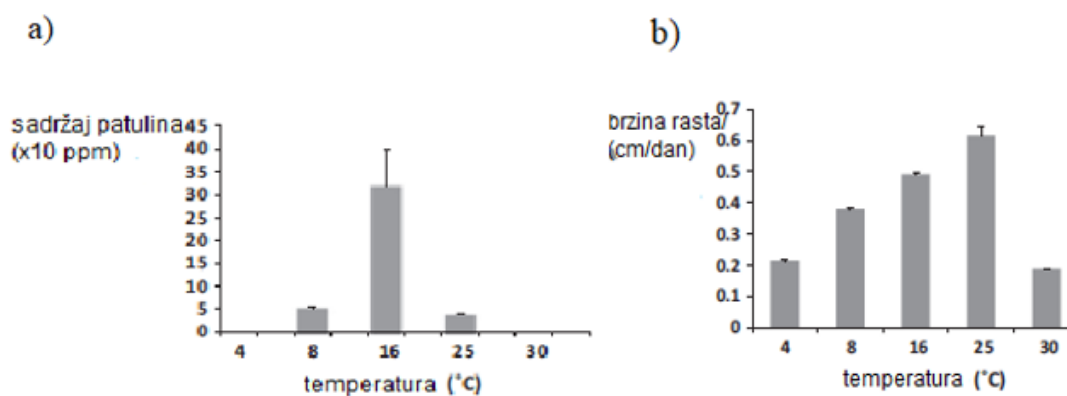 a)
sadržaj patulina
(x10 ppm)
45
40
35
30
25
20
15
10
5
0
4 8 16 25 30
temperatura (°C)
b)
brzina rasta/
(cm/dan)
0.7
0.6
0.5
0.4
0.3
0.2
0.1
0
4 8 16 25 30
temperatura (°C)